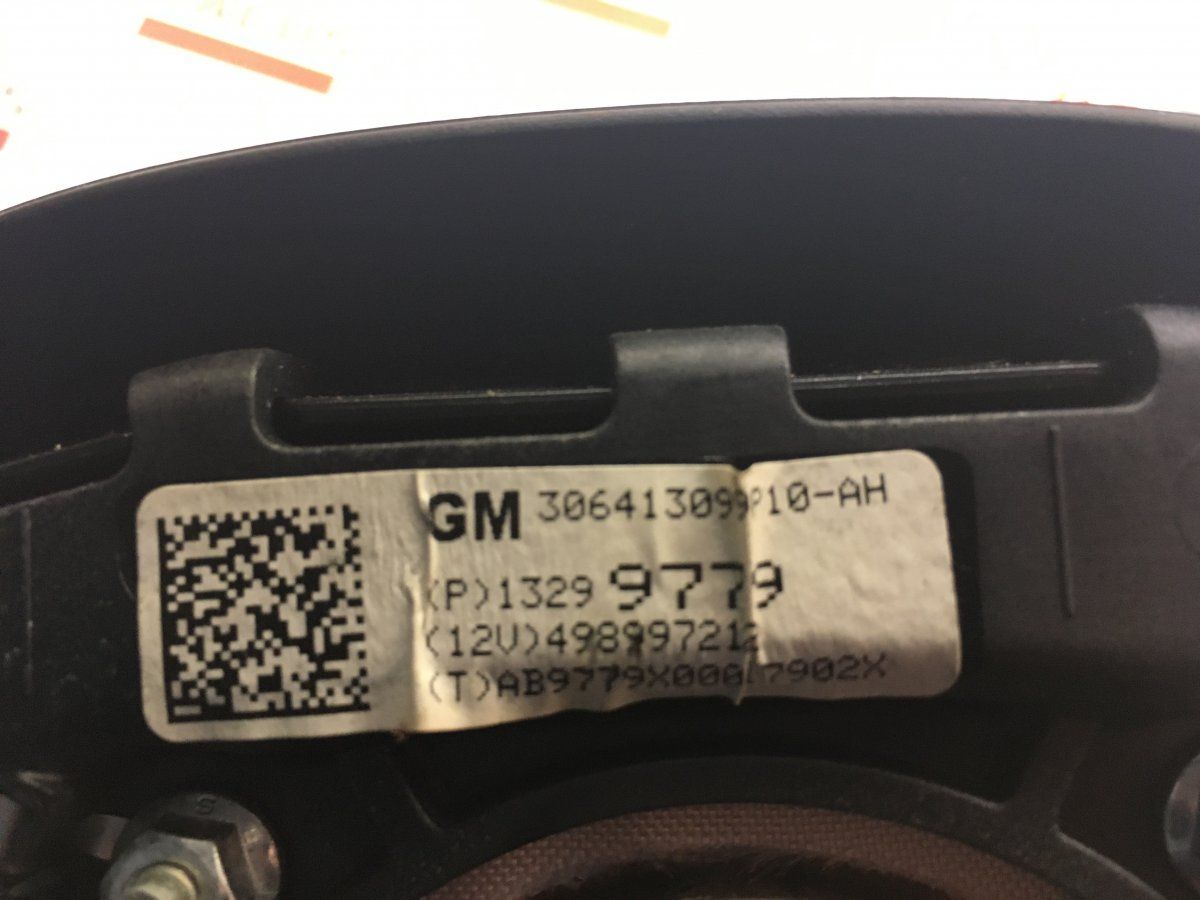 GM 306413099P10-AH
(P)1329 9779
(12V)498997212
S